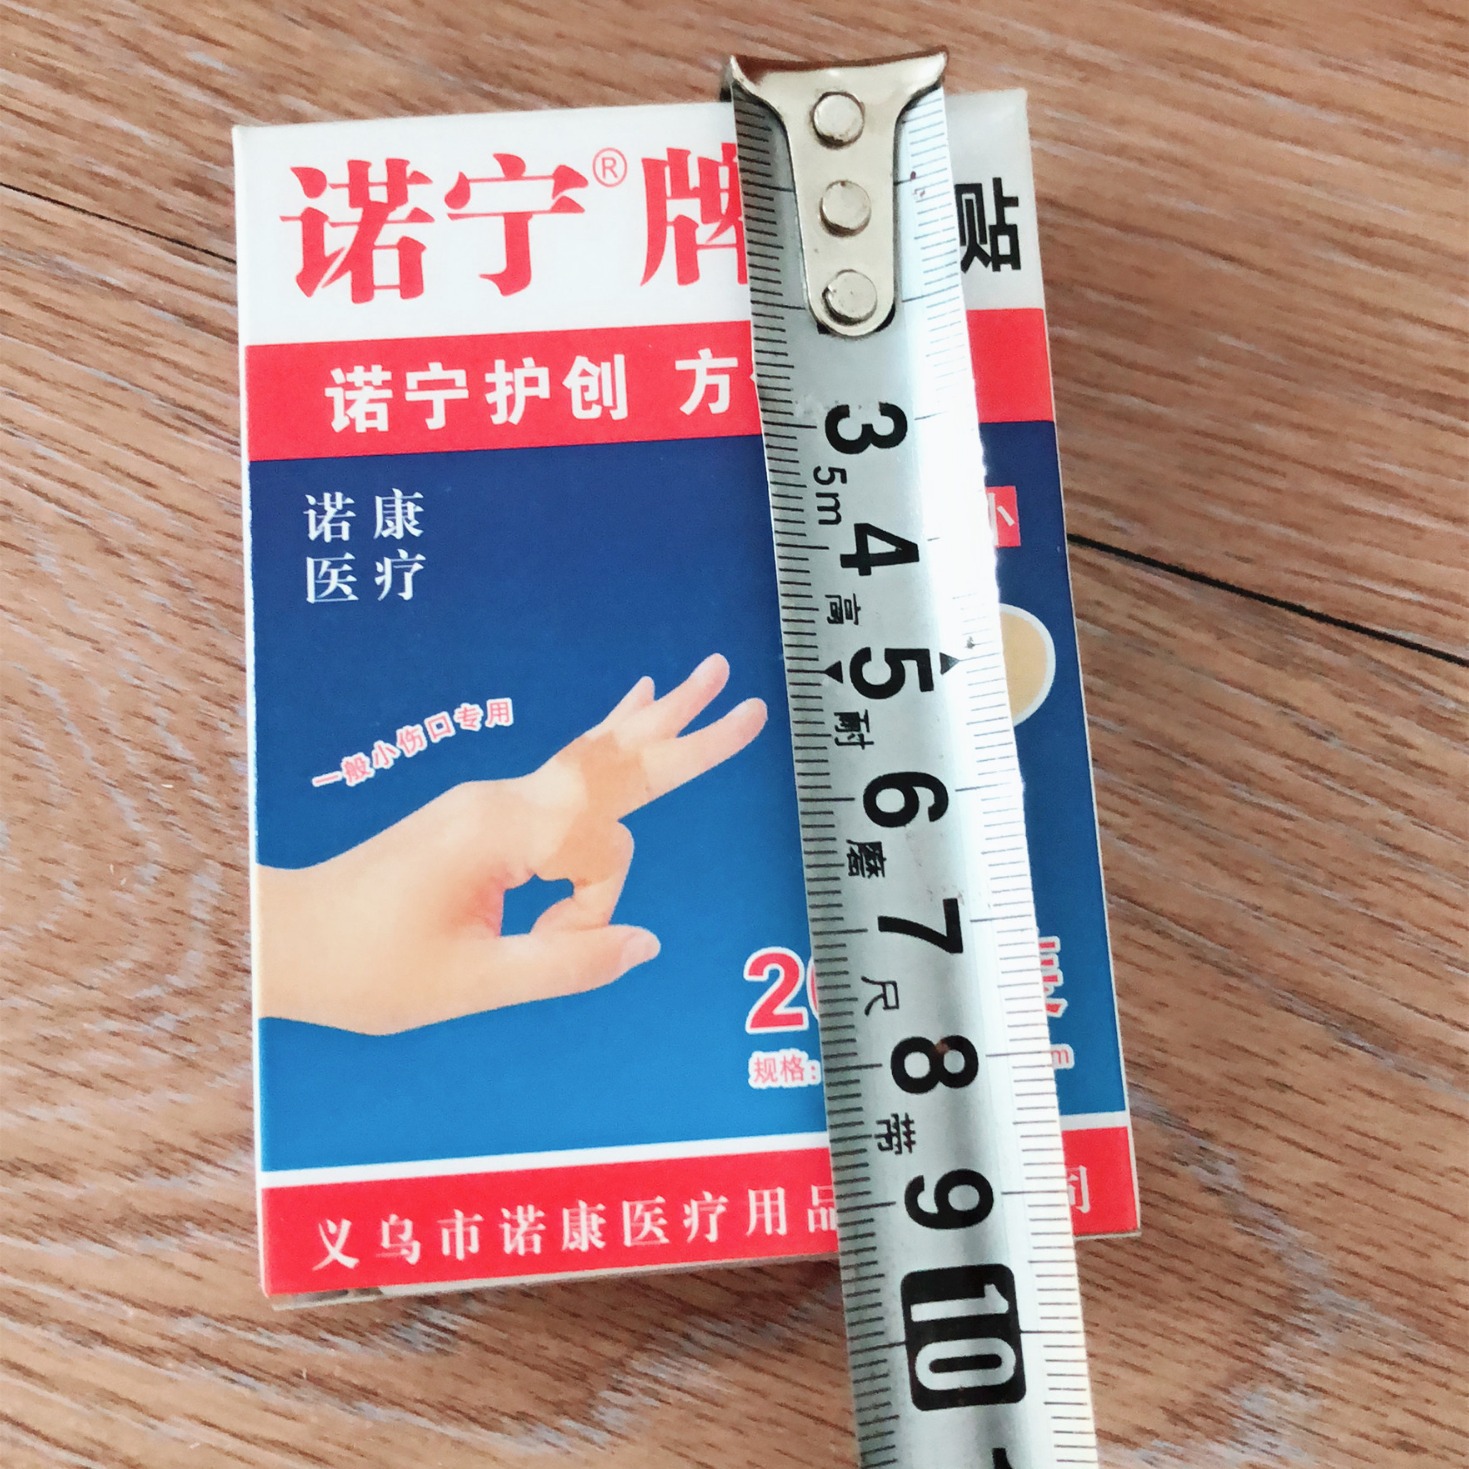 诺宁®牌 贴
诺宁护创 方
诺康
医疗
一般小伤口专用
2
规格: m
义乌市诺康医疗用品 司
3
5m
4
高
5
耐
6
磨
7
尺
8
带
9
10